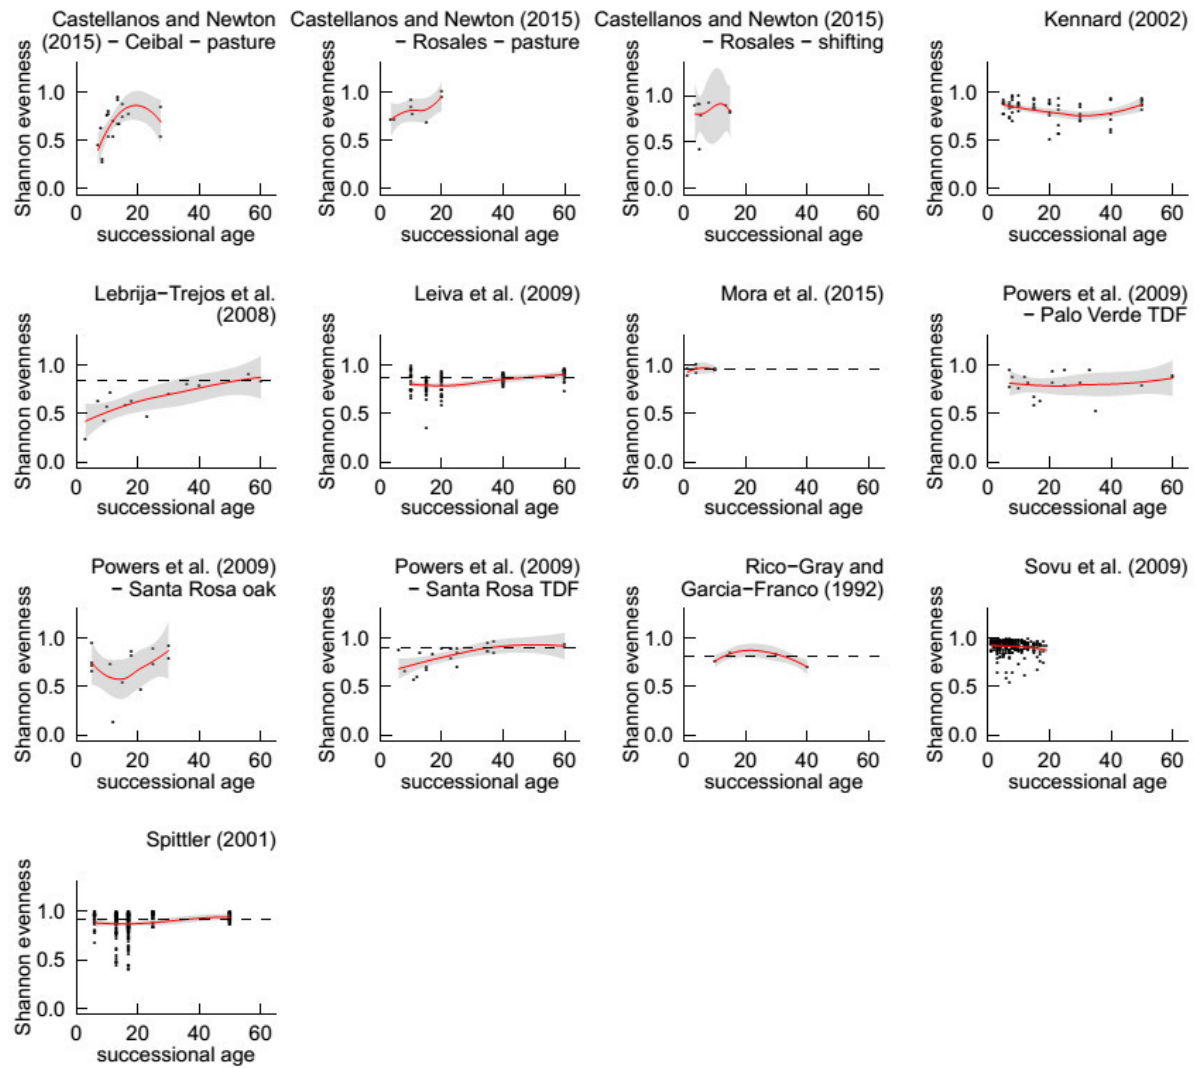 Castellanos and Newton
(2015) − Ceibal − pasture
Shannon evenness
1.0
0.5
0.0
0 20 40 60
successional age
Castellanos and Newton (2015)
− Rosales − pasture
Shannon evenness
1.0
0.5
0.0
0 20 40 60
successional age
Castellanos and Newton (2015)
− Rosales − shifting
Shannon evenness
1.0
0.5
0.0
0 20 40 60
successional age
Kennard (2002)
Shannon evenness
1.0
0.5
0.0
0 20 40 60
successional age
Lebrija−Trejos et al.
(2008)
Shannon evenness
1.0
0.5
0.0
0 20 40 60
successional age
Leiva et al. (2009)
Shannon evenness
1.0
0.5
0.0
0 20 40 60
successional age
Mora et al. (2015)
Shannon evenness
1.0
0.5
0.0
0 20 40 60
successional age
Powers et al. (2009)
− Palo Verde TDF
Shannon evenness
1.0
0.5
0.0
0 20 40 60
successional age
Powers et al. (2009)
− Santa Rosa oak
Shannon evenness
1.0
0.5
0.0
0 20 40 60
successional age
Powers et al. (2009)
− Santa Rosa TDF
Shannon evenness
1.0
0.5
0.0
0 20 40 60
successional age
Rico−Gray and
Garcia−Franco (1992)
Shannon evenness
1.0
0.5
0.0
0 20 40 60
successional age
Sovu et al. (2009)
Shannon evenness
1.0
0.5
0.0
0 20 40 60
successional age
Spittler (2001)
Shannon evenness
1.0
0.5
0.0
0 20 40 60
successional age